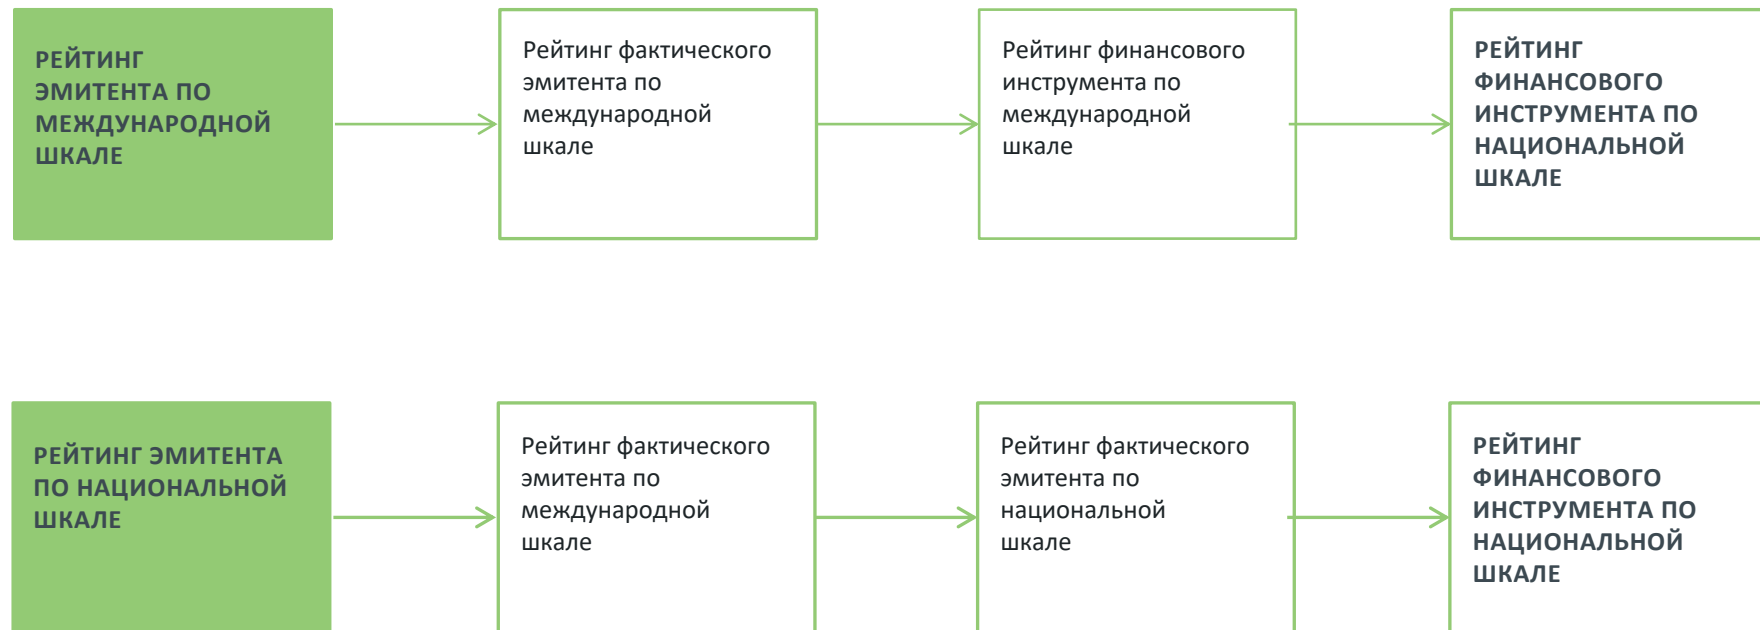 РЕЙТИНГ
ЭМИТЕНТА ПО
МЕЖДУНАРОДНОЙ
ШКАЛЕ
Рейтинг фактического
эмитента по
международной
шкале
Рейтинг финансового
инструмента по
международной
шкале
РЕЙТИНГ
ФИНАНСОВОГО
ИНСТРУМЕНТА ПО
НАЦИОНАЛЬНОЙ
ШКАЛЕ
РЕЙТИНГ ЭМИТЕНТА
ПО НАЦИОНАЛЬНОЙ
ШКАЛЕ
Рейтинг фактического
эмитента по
международной
шкале
Рейтинг фактического
эмитента по
национальной
шкале
РЕЙТИНГ
ФИНАНСОВОГО
ИНСТРУМЕНТА ПО
НАЦИОНАЛЬНОЙ
ШКАЛЕ